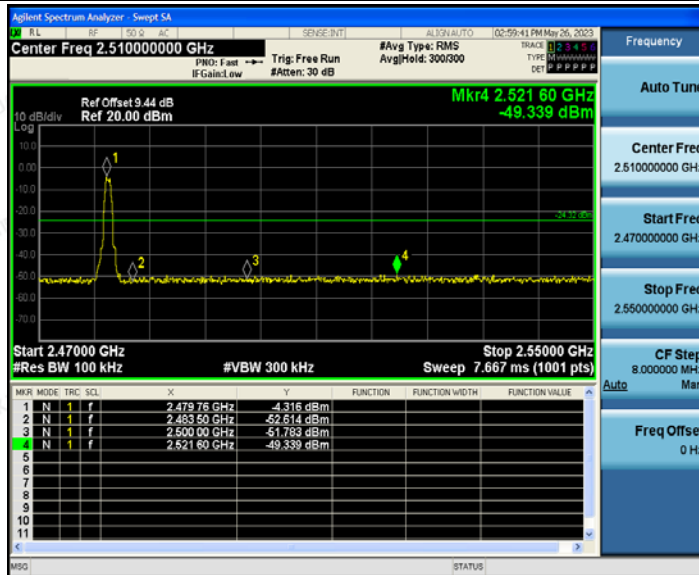 Agilent Spectrum Analyzer - Swept SA
RL RF 50 Ω AC SENSE:INT ALIGN AUTO 02:59:41 PM May 26, 2023
Center Freq 2.510000000 GHz #Avg Type: RMS TRACE 1 2 3 4 5 6
PNO: Fast Trig: Free Run Avg|Hold: 300/300 TYPE M
IFGain:Low #Atten: 30 dB DET P P P P P P
Mkr4 2.521 60 GHz
Ref Offset 9.44 dB
10 dB/div Ref 20.00 dBm -49.339 dBm
Log
10.0
0.00
-10.0
-20.0
-24.32 dBm
-30.0
-40.0
-50.0
-60.0
-70.0
1
2
3
4
Start 2.47000 GHz Stop 2.55000 GHz
#Res BW 100 kHz #VBW 300 kHz Sweep 7.667 ms (1001 pts)
MKR MODE TRC SCL X Y FUNCTION FUNCTION WIDTH FUNCTION VALUE
1 N 1 f 2.479 76 GHz -4.316 dBm
2 N 1 f 2.483 50 GHz -52.614 dBm
3 N 1 f 2.500 00 GHz -51.783 dBm
4 N 1 f 2.521 60 GHz -49.339 dBm
5
6
7
8
9
10
11
MSG STATUS
Frequency
Auto Tune
Center Freq
2.510000000 GHz
Start Freq
2.470000000 GHz
Stop Freq
2.550000000 GHz
CF Step
8.000000 MHz
Auto Man
Freq Offset
0 Hz